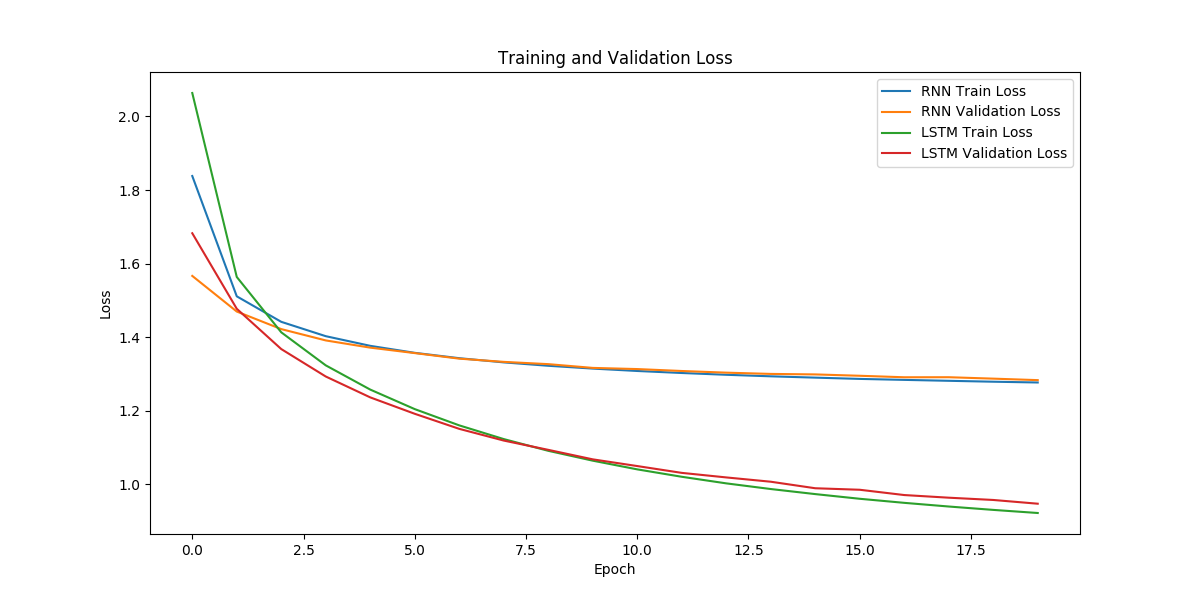 Training and Validation Loss
RNN Train Loss
RNN Validation Loss
LSTM Train Loss
LSTM Validation Loss
2.0
1.8
1.6
1.4
1.2
1.0
Loss
0.0 2.5 5.0 7.5 10.0 12.5 15.0 17.5
Epoch